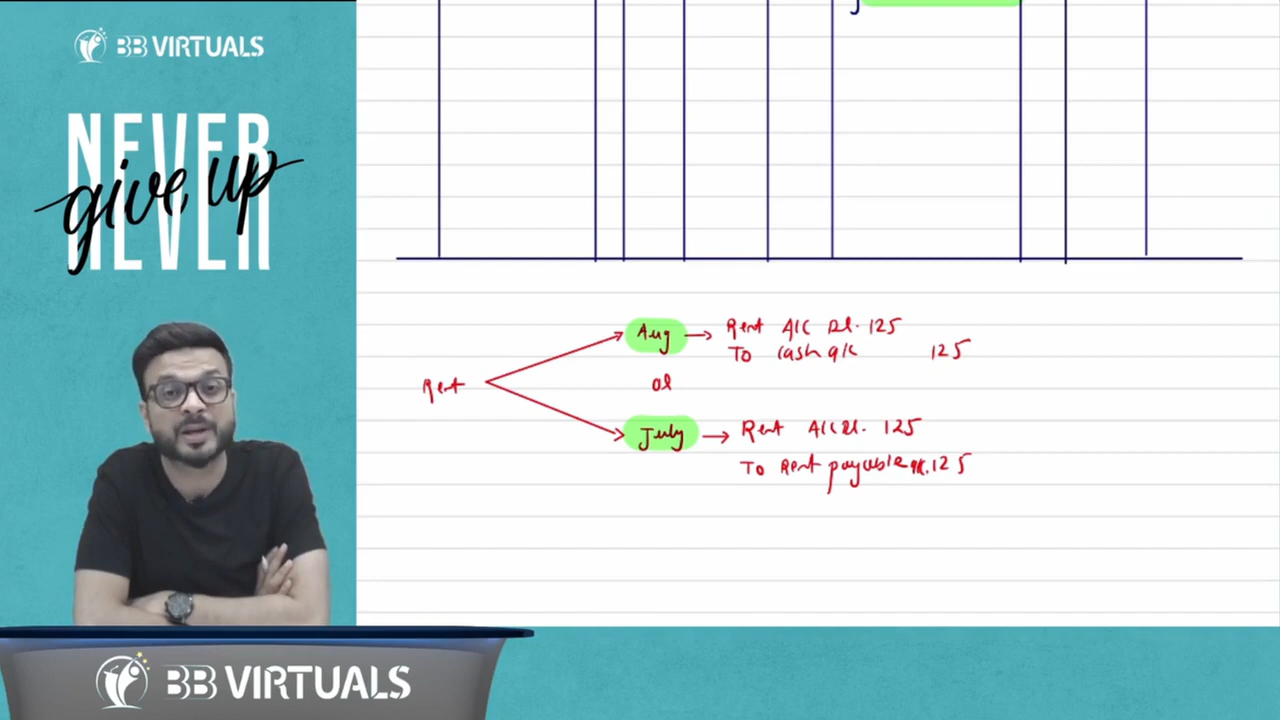 BB VIRTUALS
NEVER
give up
NEVER
Rent
Aug → Rent A/c Dr. 125
To cash a/c 125
or
July → Rent A/c Dr. 125
To Rent payable a/c. 125
BB VIRTUALS